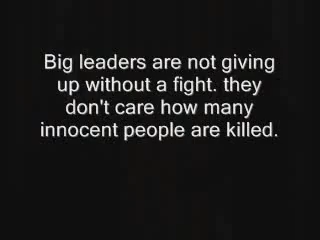 Big leaders are not giving
up without a fight. they
don't care how many
innocent people are killed.